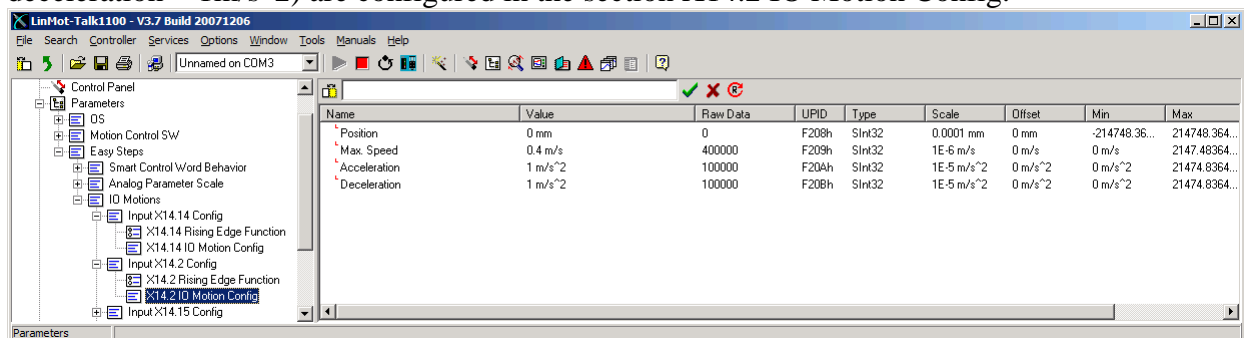 deceleration = 1m/s^2) are configured in the section X14.2 IO Motion Config.
LinMot-Talk1100 - V3.7 Build 20071206
File Search Controller Services Options Window Tools Manuals Help
Unnamed on COM3
Control Panel
Parameters
OS
Motion Control SW
Easy Steps
Smart Control Word Behavior
Analog Parameter Scale
IO Motions
Input X14.14 Config
X14.14 Rising Edge Function
X14.14 IO Motion Config
Input X14.2 Config
X14.2 Rising Edge Function
X14.2 IO Motion Config
Input X14.15 Config
Name Value Raw Data UPID Type Scale Offset Min Max
Position 0 mm 0 F208h SInt32 0.0001 mm 0 mm -214748.36... 214748.364...
Max. Speed 0.4 m/s 400000 F209h SInt32 1E-6 m/s 0 m/s 0 m/s 2147.48364...
Acceleration 1 m/s^2 100000 F20Ah SInt32 1E-5 m/s^2 0 m/s^2 0 m/s^2 21474.8364...
Deceleration 1 m/s^2 100000 F20Bh SInt32 1E-5 m/s^2 0 m/s^2 0 m/s^2 21474.8364...
Parameters